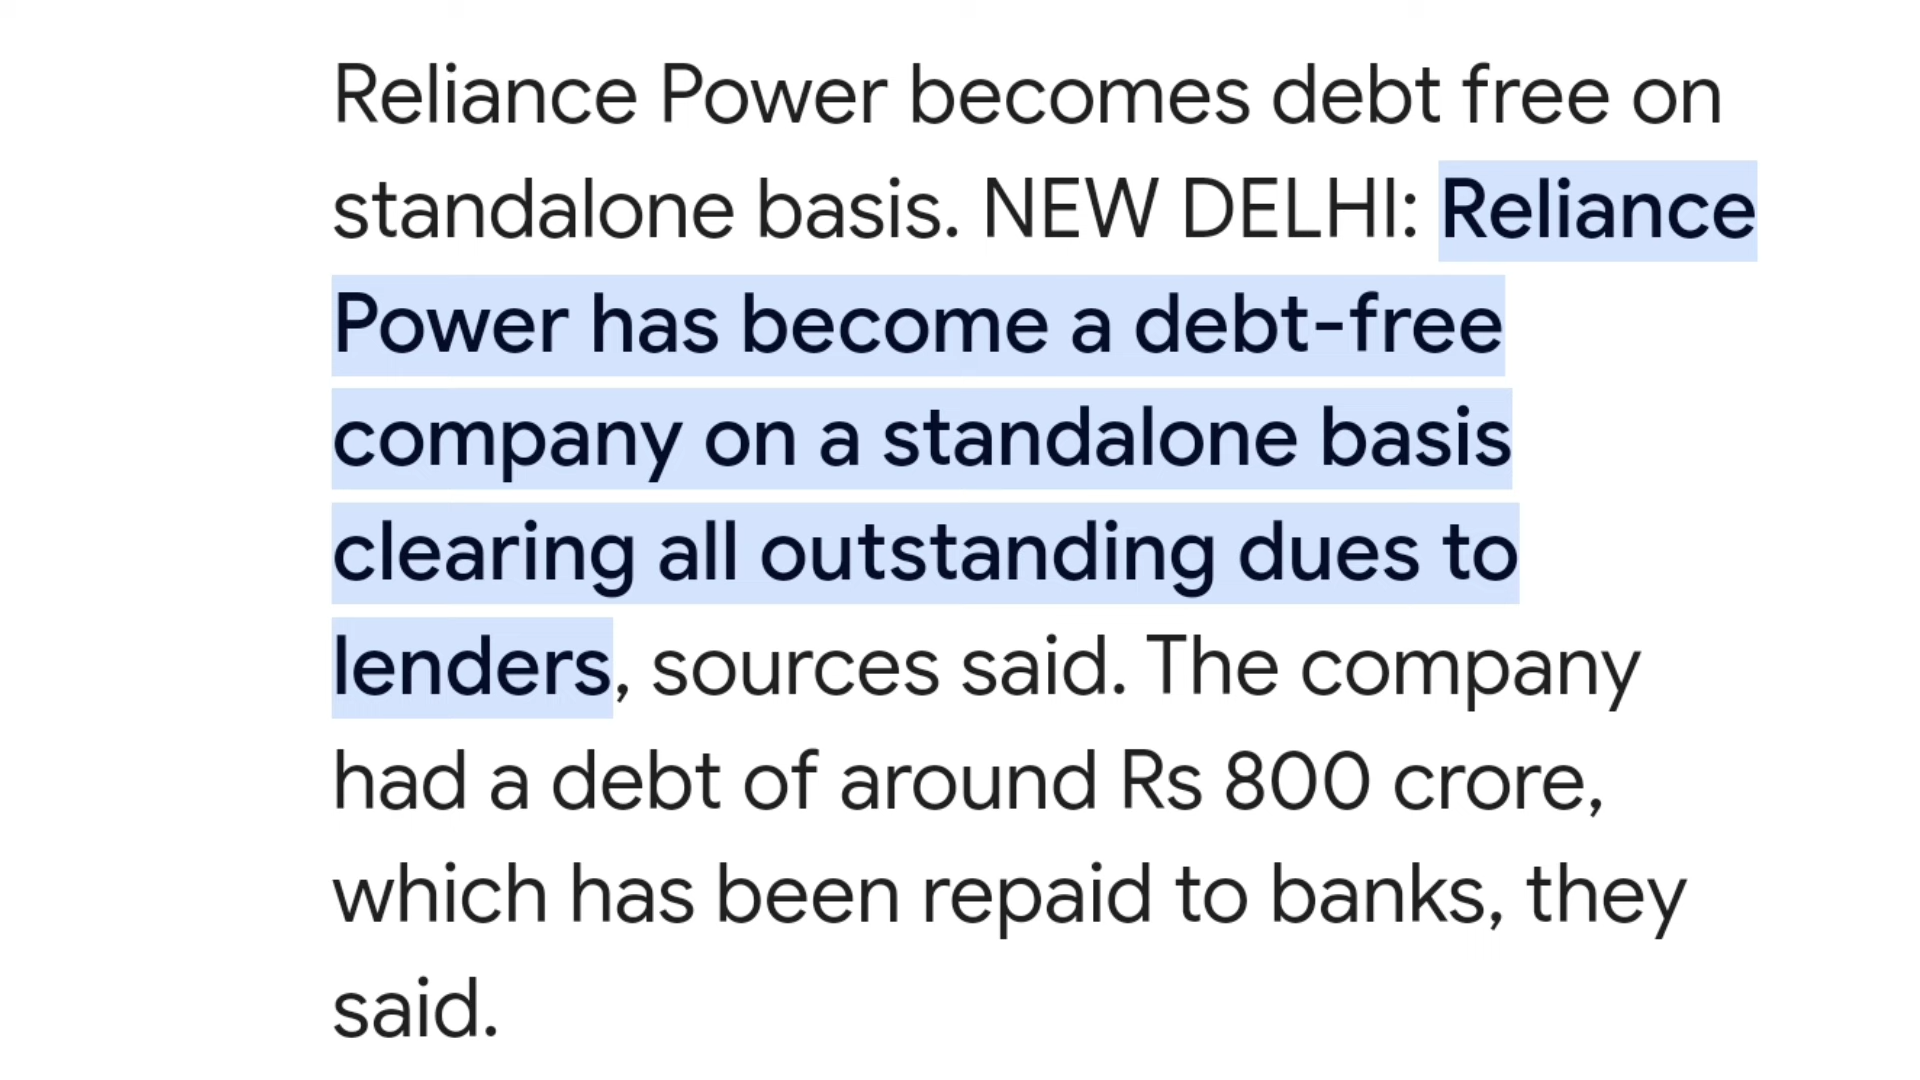 Reliance Power becomes debt free on
standalone basis. NEW DELHI: Reliance
Power has become a debt-free
company on a standalone basis
clearing all outstanding dues to
lenders, sources said. The company
had a debt of around Rs 800 crore,
which has been repaid to banks, they
said.